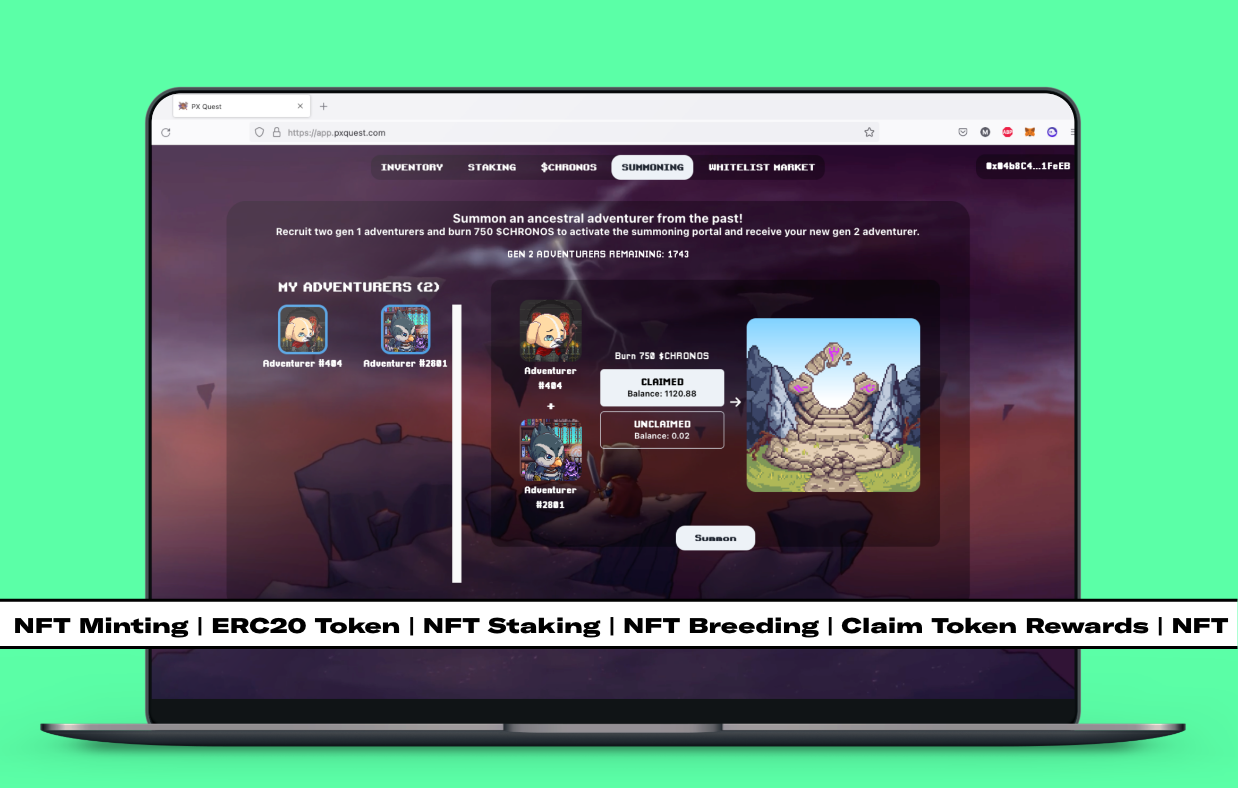 PX Quest
https://app.pxquest.com
M
ABP
INVENTORY STAKING $CHRONOS SUMMONING WHITELIST MARKET
0x04b8C4...1FeEB
Summon an ancestral adventurer from the past!
Recruit two gen 1 adventurers and burn 750 $CHRONOS to activate the summoning portal and receive your new gen 2 adventurer.
GEN 2 ADVENTURERS REMAINING: 1743
MY ADVENTURERS (2)
Adventurer #404 Adventurer #2801
Adventurer
#404
+
Adventurer
#2801
Burn 750 $CHRONOS
CLAIMED
Balance: 1120.88
UNCLAIMED
Balance: 0.02
Summon
NFT Minting | ERC20 Token | NFT Staking | NFT Breeding | Claim Token Rewards | NFT